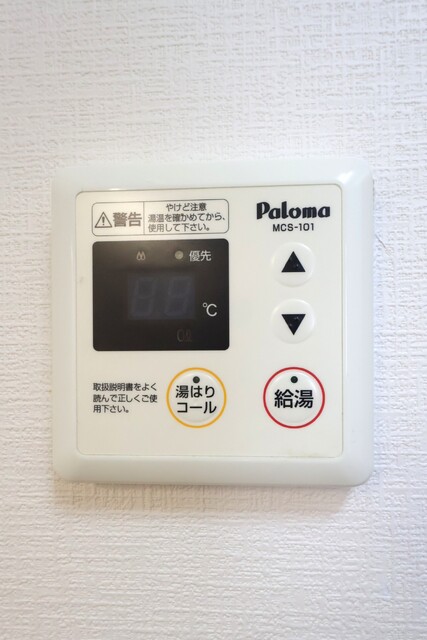 警告
やけど注意
湯温を確かめてから、
使用して下さい。
Paloma
MCS-101
優先
℃
取扱説明書をよく
読んで正しくご使
用下さい。
湯はり
コール
給湯